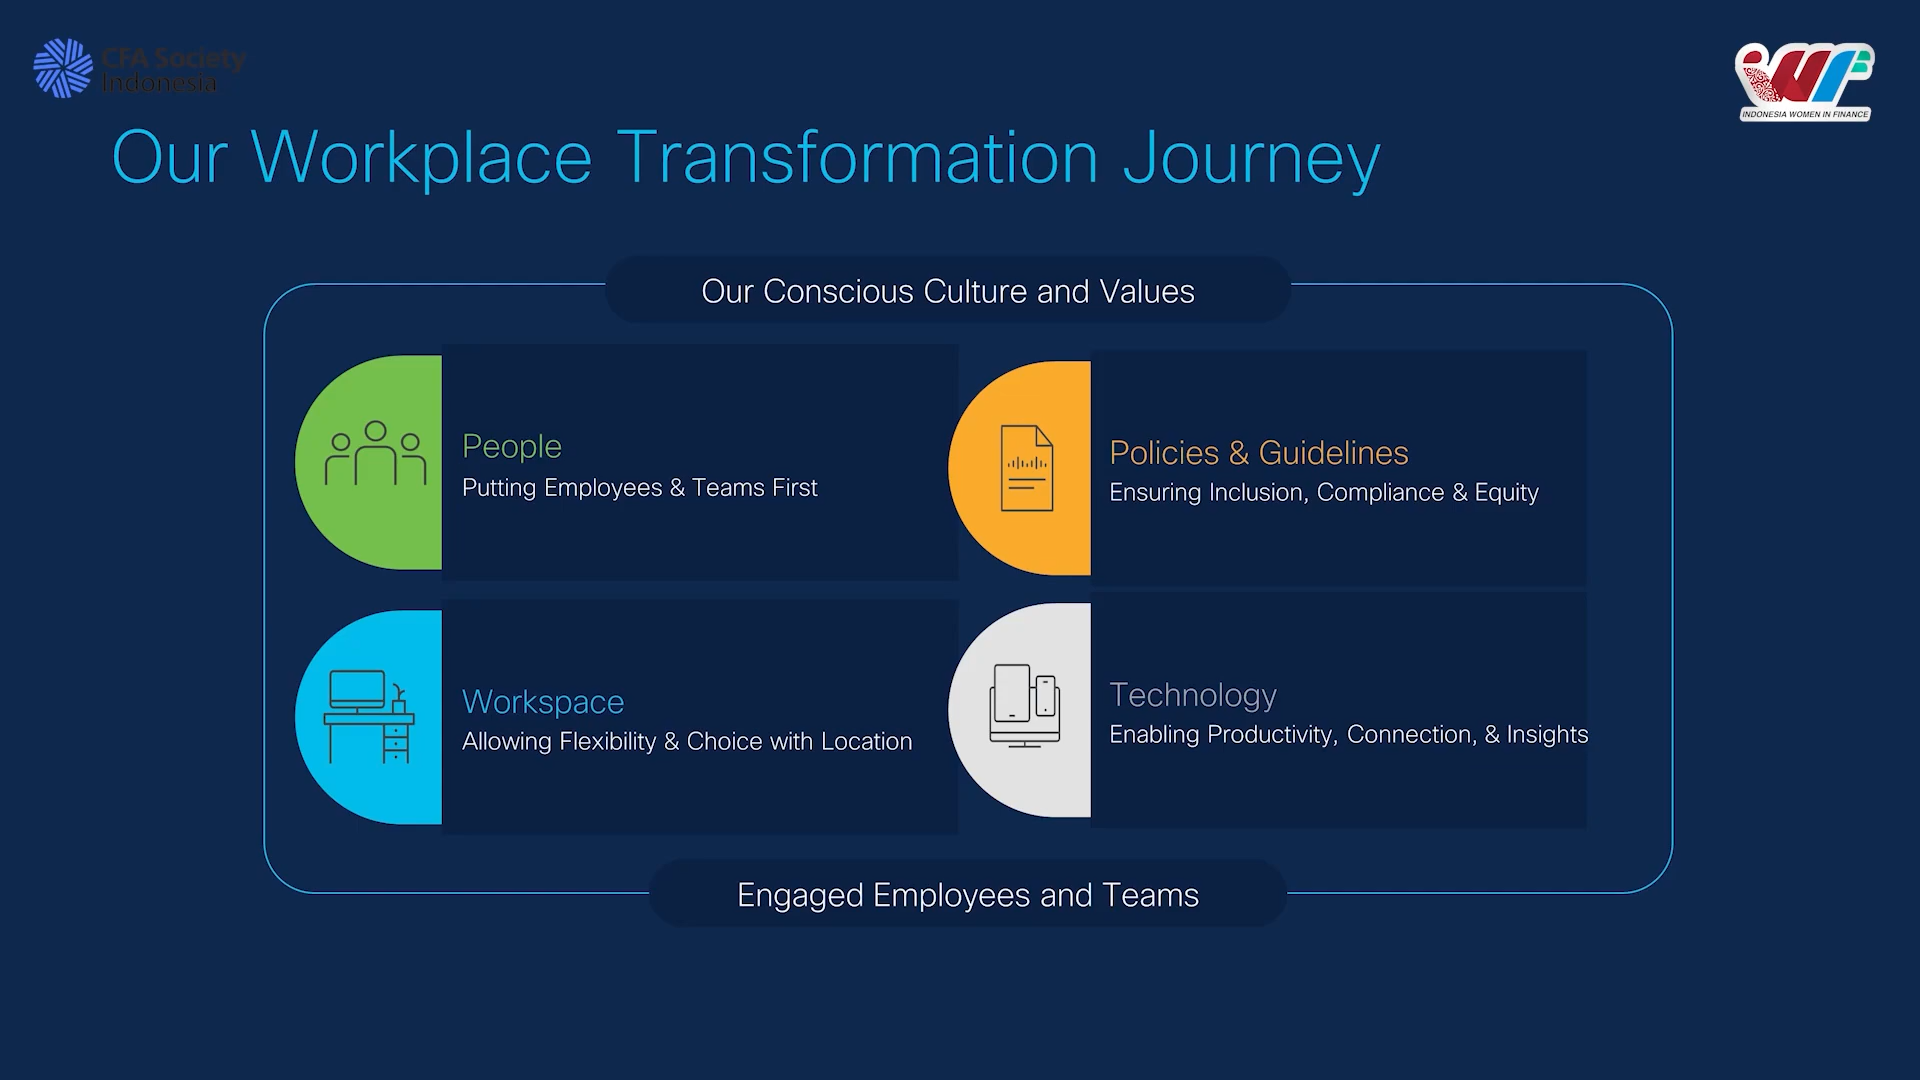 CFA Society
Indonesia
INDONESIA WOMEN IN FINANCE
Our Workplace Transformation Journey
Our Conscious Culture and Values
People
Putting Employees & Teams First
Policies & Guidelines
Ensuring Inclusion, Compliance & Equity
Workspace
Allowing Flexibility & Choice with Location
Technology
Enabling Productivity, Connection, & Insights
Engaged Employees and Teams